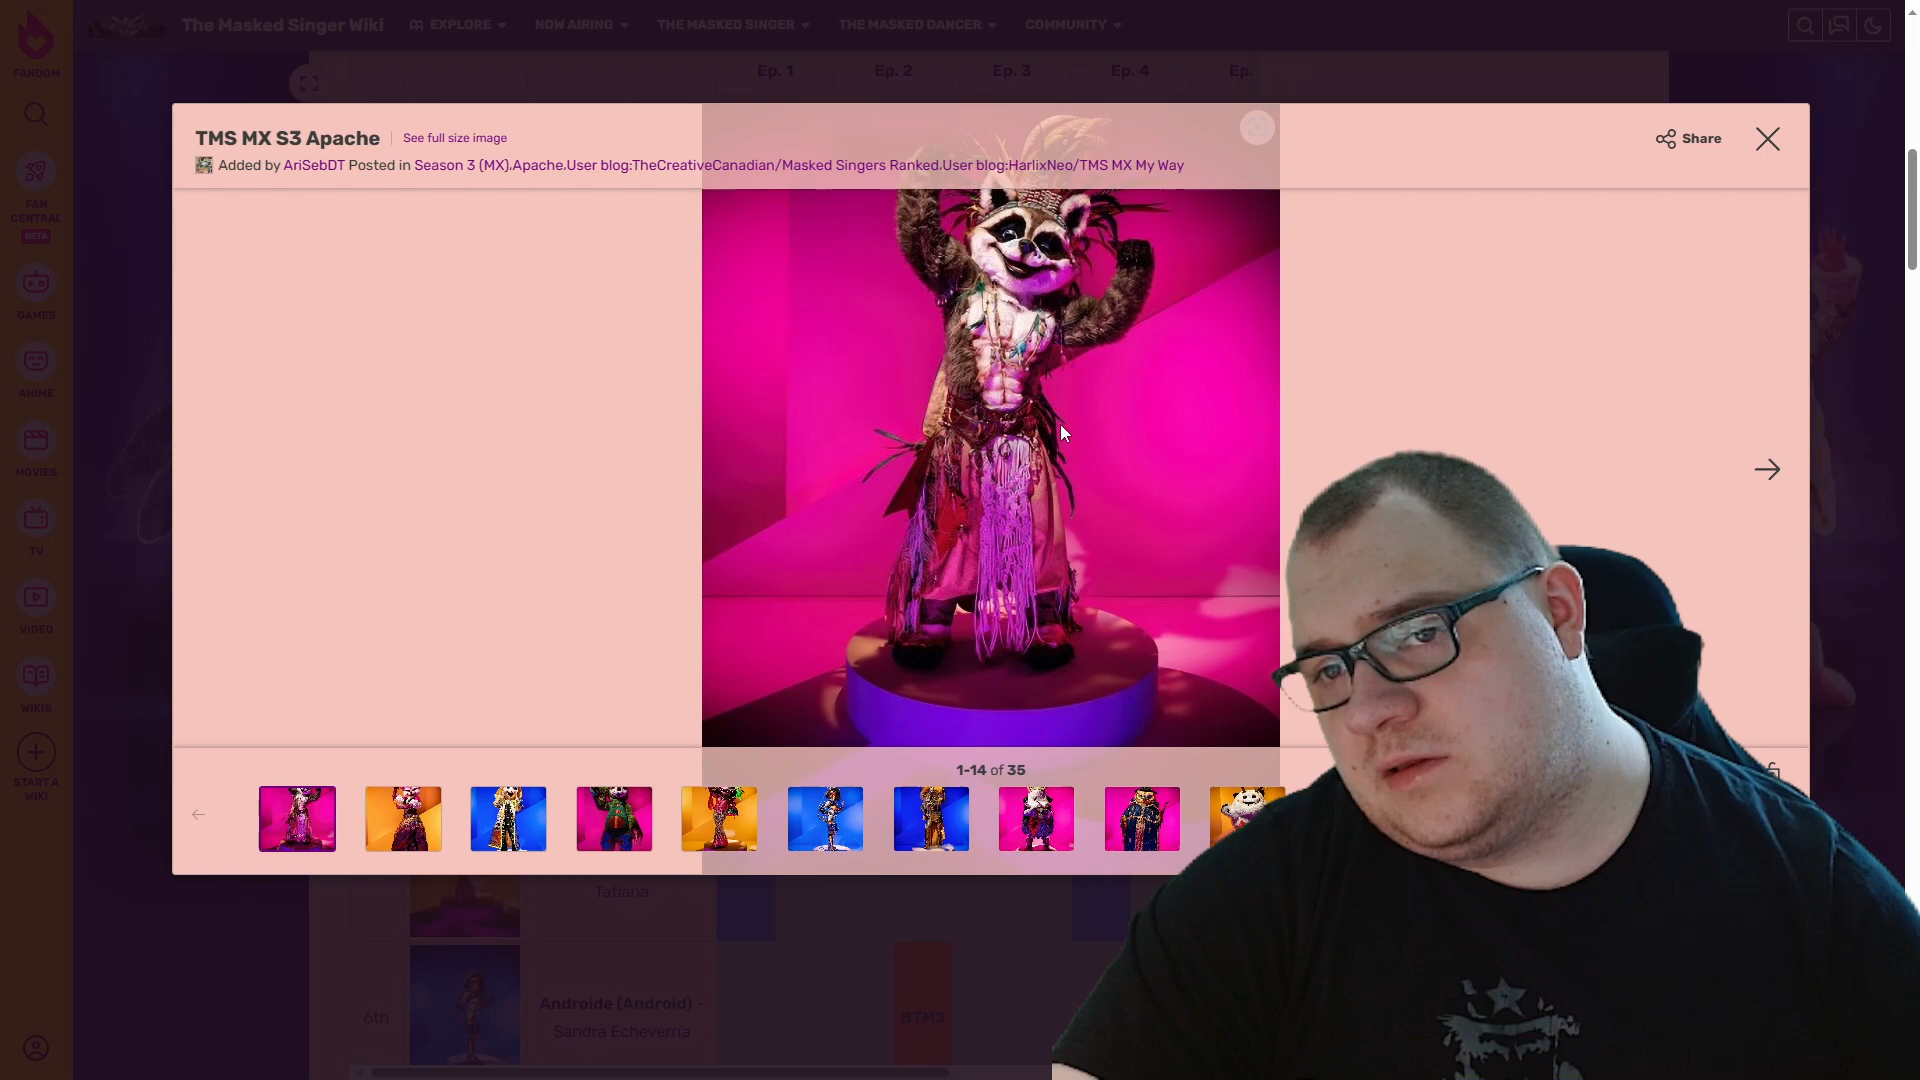 The Masked Singer Wiki
EXPLORE
NOW AIRING
THE MASKED SINGER
THE MASKED DANCER
COMMUNITY
FANDOM
Ep. 1
Ep. 2
Ep. 3
Ep. 4
Ep.
TMS MX S3 Apache
See full size image
Share
Added by AriSebDT Posted in Season 3 (MX),Apache,User blog:TheCreativeCanadian/Masked Singers Ranked,User blog:HarlixNeo/TMS MX My Way
FAN
CENTRAL
BETA
GAMES
ANIME
MOVIES
TV
VIDEO
WIKIS
START A
WIKI
1-14 of 35
Tatiana
6th
Androide (Android) -
Sandra Echeverría
BTM2